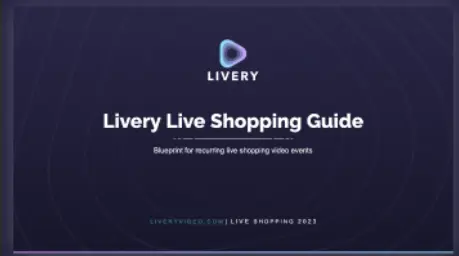 LIVERY
Livery Live Shopping Guide
Blueprint for recurring live shopping video events
LIVERYVIDEO.COM | LIVE SHOPPING 2023